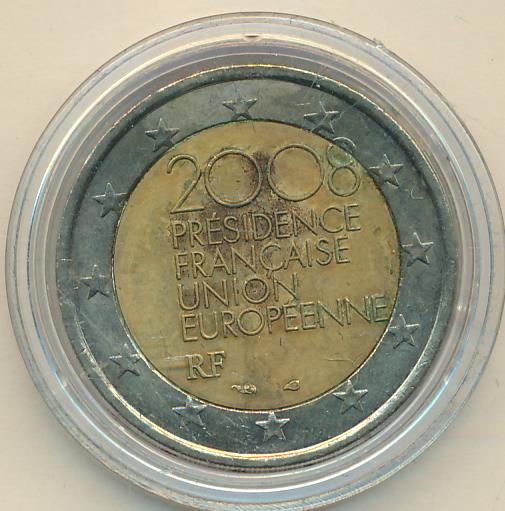 2008
PRÉSIDENCE
FRANÇAISE
UNION
EUROPÉENNE
RF